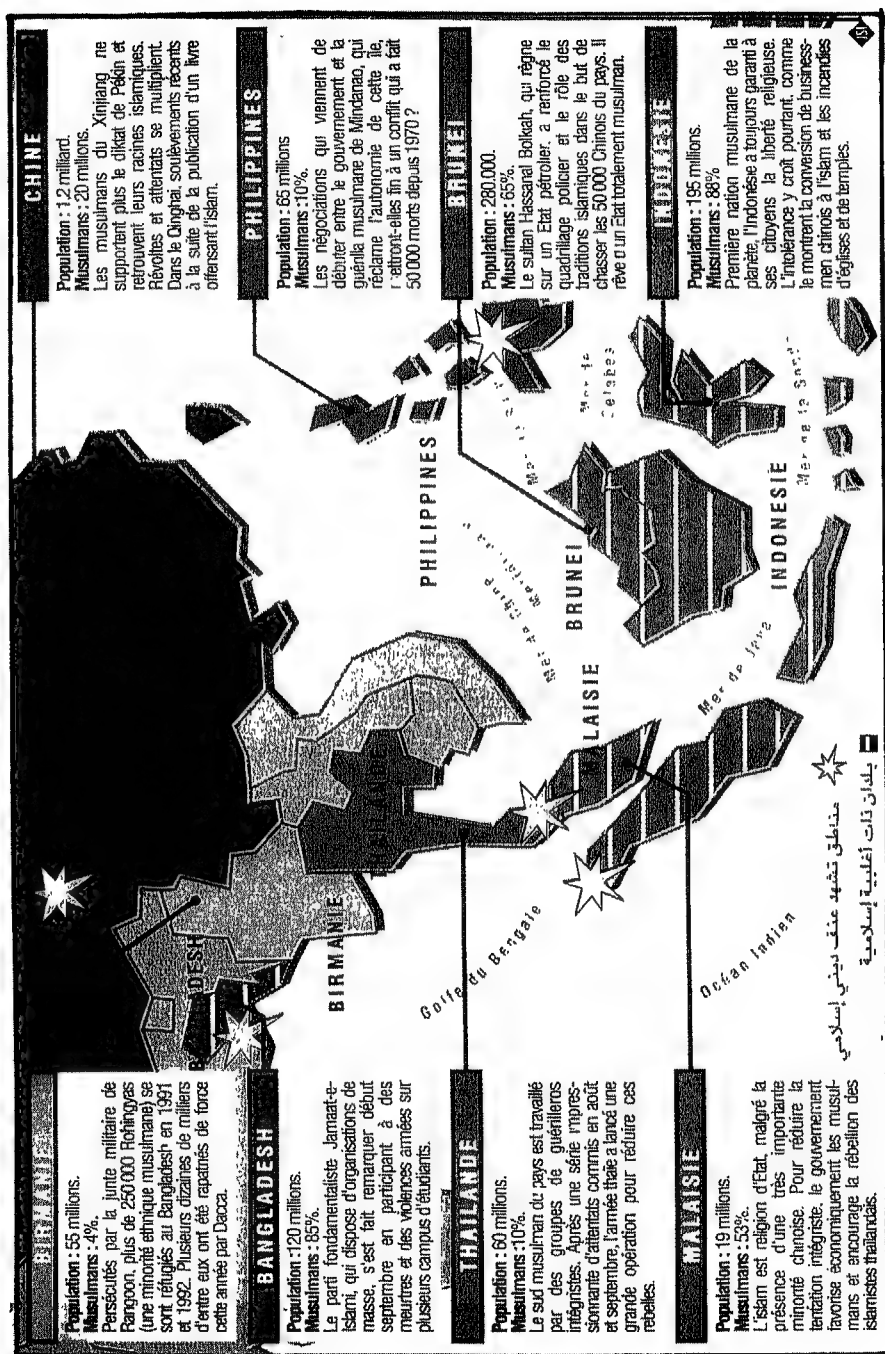 BIRMANIE
Population : 55 millions.
Musulmans : 4%.
Persécutés par la junte militaire de
Rangoon, plus de 250 000 Rohingyas
(une minorité ethnique musulmane) se
sont réfugiés au Bangladesh en 1991
et 1992. Plusieurs dizaines de milliers
d'entre eux ont été rapatriés de force
cette année par Dacca.
BANGLADESH
Population :120 millions.
Musulmans : 85%.
Le parti fondamentaliste Jamaat-e-
Islami, qui dispose d'organisations de
masse, s'est fait remarquer début
septembre en participant à des
meurtres et des violences armées sur
plusieurs campus d'étudiants.
THAILANDE
Population : 60 millions.
Musulmans :10%.
Le sud musulman du pays est travaillé
par des groupes de guérilleros
intégristes. Après une série impres-
sionnante d'attentats commis en août
et septembre, l'armée thaïe a lancé une
grande opération pour réduire ces
rebelles.
MALAISIE
Population : 19 millions.
Musulmans : 53%.
L'islam est religion d'Etat, malgré la
présence d'une très importante
minorité chinoise. Pour réduire la
tentation intégriste, le gouvernement
favorise économiquement les musul-
mans et encourage la rébellion des
islamistes thaïlandais.
BANGLADESH
BIRMANIE
THAILANDE
Golfe du Bengale
Océan Indien
PHILIPPINES
BRUNEI
MALAISIE
INDONESIE
Mer de Chine
Mer de Java
Mer de Celebes
Mer de la Sonde
مناطق تشهد عنف ديني إسلامي
بلدان ذات أغلبية إسلامية
CHINE
Population : 1,2 milliard.
Musulmans : 20 millions.
Les musulmans du Xinjiang ne
supportent plus le diktat de Pékin et
retrouvent leurs racines islamiques.
Révoltes et attentats se multiplient.
Dans le Qinghai, soulèvements récents
à la suite de la publication d'un livre
offensant l'islam.
PHILIPPINES
Population : 65 millions
Musulmans :10%.
Les négociations qui viennent de
débuter entre le gouvernement et la
guérilla musulmane de Mindanao, qui
réclame l'autonomie de cette île,
mettront-elles fin à un conflit qui a fait
50 000 morts depuis 1970 ?
BRUNEI
Population : 280.000.
Musulmans : 65%.
Le sultan Hassanal Bolkiah, qui règne
sur un Etat pétrolier, a renforcé le
quadrillage policier et le rôle des
traditions islamiques dans le but de
chasser les 50 000 Chinois du pays. Il
rêve d'un Etat totalement musulman.
INDONESIE
Population : 195 millions.
Musulmans : 88%
Première nation musulmane de la
planète, l'Indonésie a toujours garanti à
ses citoyens la liberté religieuse.
L'intolérance y croît pourtant, comme
le montrent la conversion de business-
men chinois à l'islam et les incendies
d'églises et de temples.